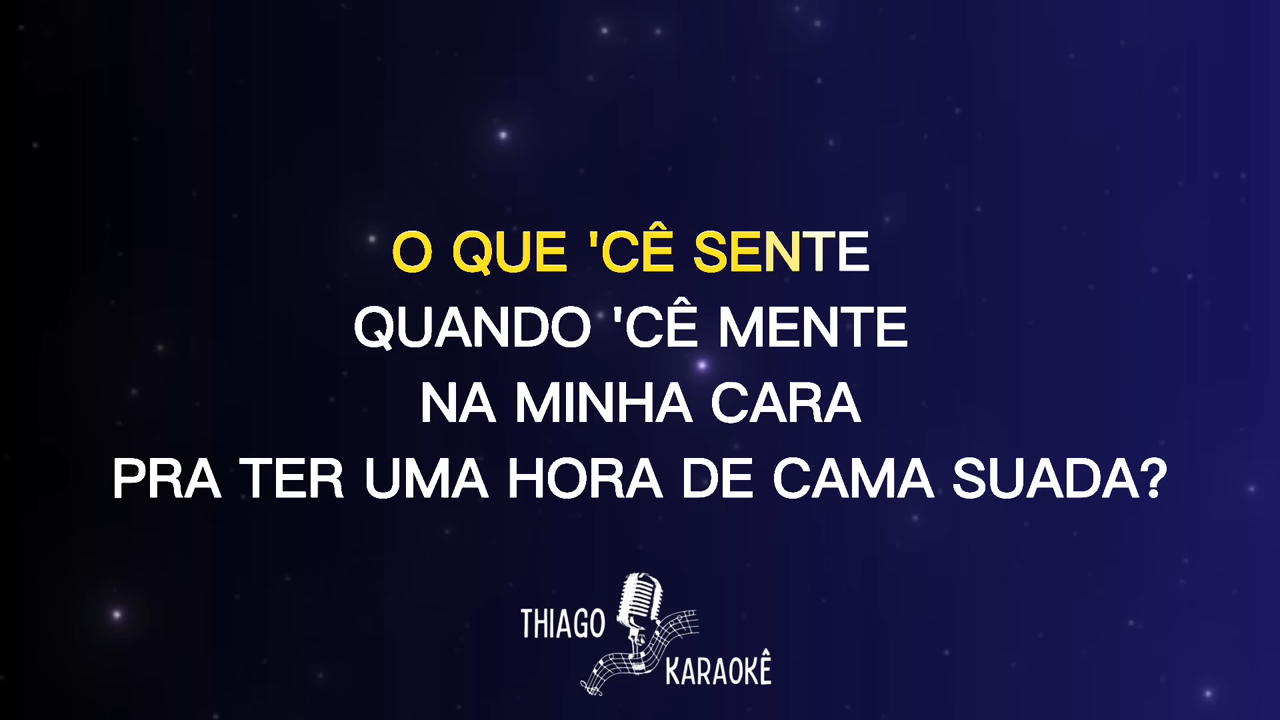 O QUE 'CÊ SENTE
QUANDO 'CÊ MENTE
NA MINHA CARA
PRA TER UMA HORA DE CAMA SUADA?
THIAGO
KARAOKÊ